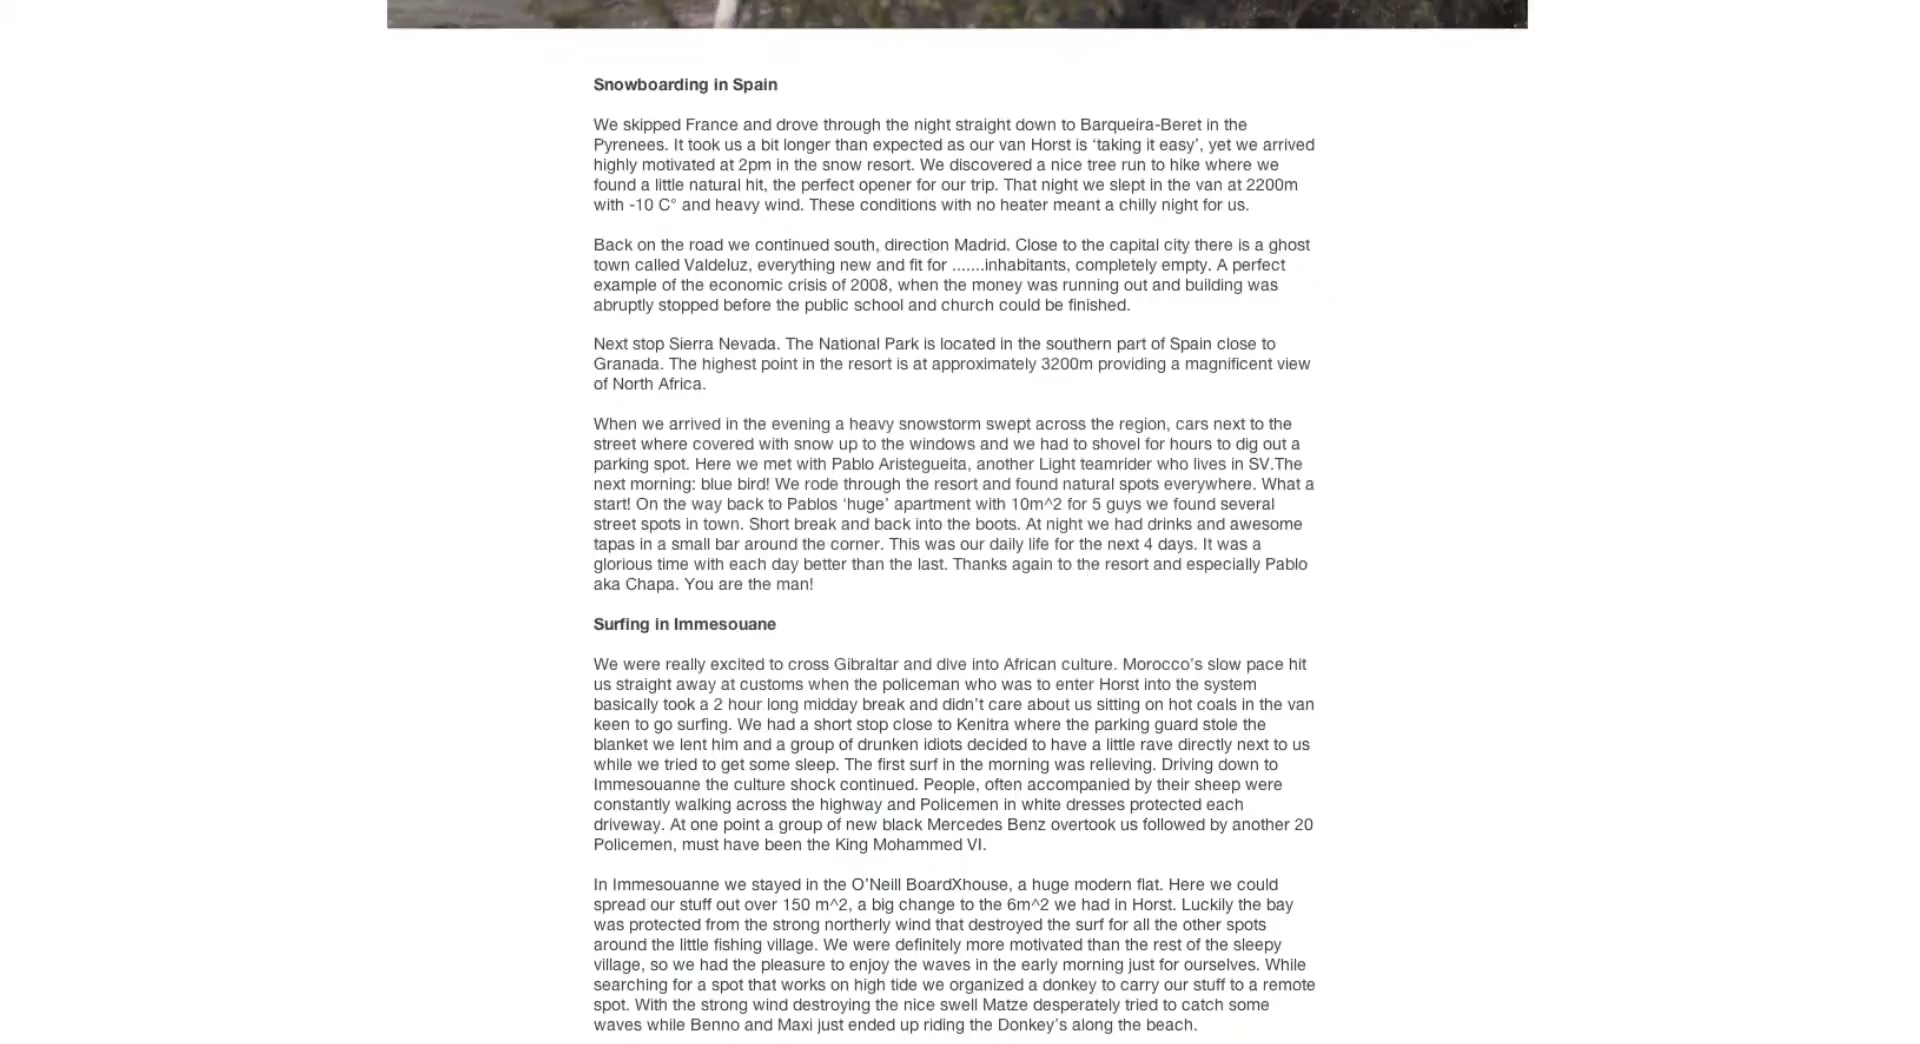 Snowboarding in Spain
We skipped France and drove through the night straight down to Barqueira-Beret in the
Pyrenees. It took us a bit longer than expected as our van Horst is ‘taking it easy’, yet we arrived
highly motivated at 2pm in the snow resort. We discovered a nice tree run to hike where we
found a little natural hit, the perfect opener for our trip. That night we slept in the van at 2200m
with -10 C° and heavy wind. These conditions with no heater meant a chilly night for us.
Back on the road we continued south, direction Madrid. Close to the capital city there is a ghost
town called Valdeluz, everything new and fit for .......inhabitants, completely empty. A perfect
example of the economic crisis of 2008, when the money was running out and building was
abruptly stopped before the public school and church could be finished.
Next stop Sierra Nevada. The National Park is located in the southern part of Spain close to
Granada. The highest point in the resort is at approximately 3200m providing a magnificent view
of North Africa.
When we arrived in the evening a heavy snowstorm swept across the region, cars next to the
street where covered with snow up to the windows and we had to shovel for hours to dig out a
parking spot. Here we met with Pablo Aristegueita, another Light teamrider who lives in SV.The
next morning: blue bird! We rode through the resort and found natural spots everywhere. What a
start! On the way back to Pablos ‘huge’ apartment with 10m^2 for 5 guys we found several
street spots in town. Short break and back into the boots. At night we had drinks and awesome
tapas in a small bar around the corner. This was our daily life for the next 4 days. It was a
glorious time with each day better than the last. Thanks again to the resort and especially Pablo
aka Chapa. You are the man!
Surfing in Immesouane
We were really excited to cross Gibraltar and dive into African culture. Morocco’s slow pace hit
us straight away at customs when the policeman who was to enter Horst into the system
basically took a 2 hour long midday break and didn’t care about us sitting on hot coals in the van
keen to go surfing. We had a short stop close to Kenitra where the parking guard stole the
blanket we lent him and a group of drunken idiots decided to have a little rave directly next to us
while we tried to get some sleep. The first surf in the morning was relieving. Driving down to
Immesouanne the culture shock continued. People, often accompanied by their sheep were
constantly walking across the highway and Policemen in white dresses protected each
driveway. At one point a group of new black Mercedes Benz overtook us followed by another 20
Policemen, must have been the King Mohammed VI.
In Immesouanne we stayed in the O’Neill BoardXhouse, a huge modern flat. Here we could
spread our stuff out over 150 m^2, a big change to the 6m^2 we had in Horst. Luckily the bay
was protected from the strong northerly wind that destroyed the surf for all the other spots
around the little fishing village. We were definitely more motivated than the rest of the sleepy
village, so we had the pleasure to enjoy the waves in the early morning just for ourselves. While
searching for a spot that works on high tide we organized a donkey to carry our stuff to a remote
spot. With the strong wind destroying the nice swell Matze desperately tried to catch some
waves while Benno and Maxi just ended up riding the Donkey’s along the beach.